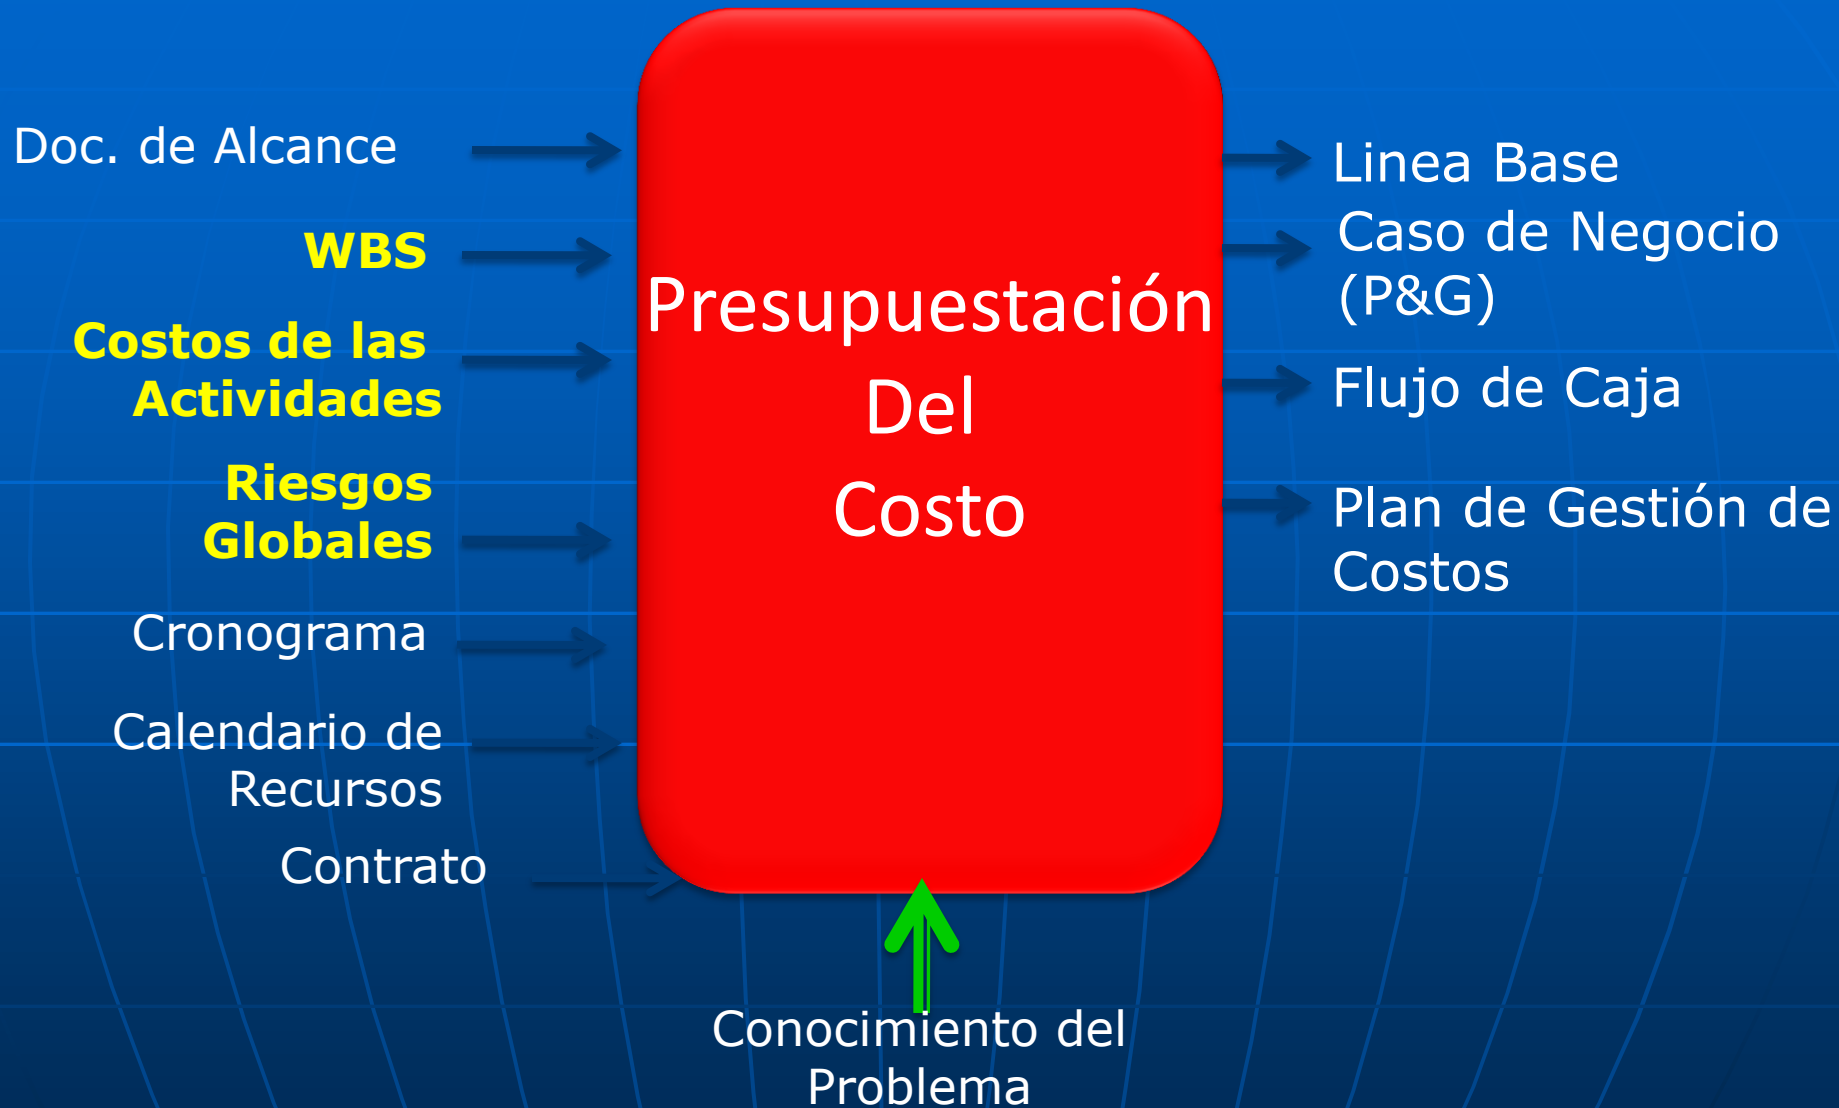 Doc. de Alcance
WBS
Costos de las
Actividades
Riesgos
Globales
Cronograma
Calendario de
Recursos
Contrato
Presupuestación
Del
Costo
Linea Base
Caso de Negocio
(P&G)
Flujo de Caja
Plan de Gestión de
Costos
Conocimiento del
Problema